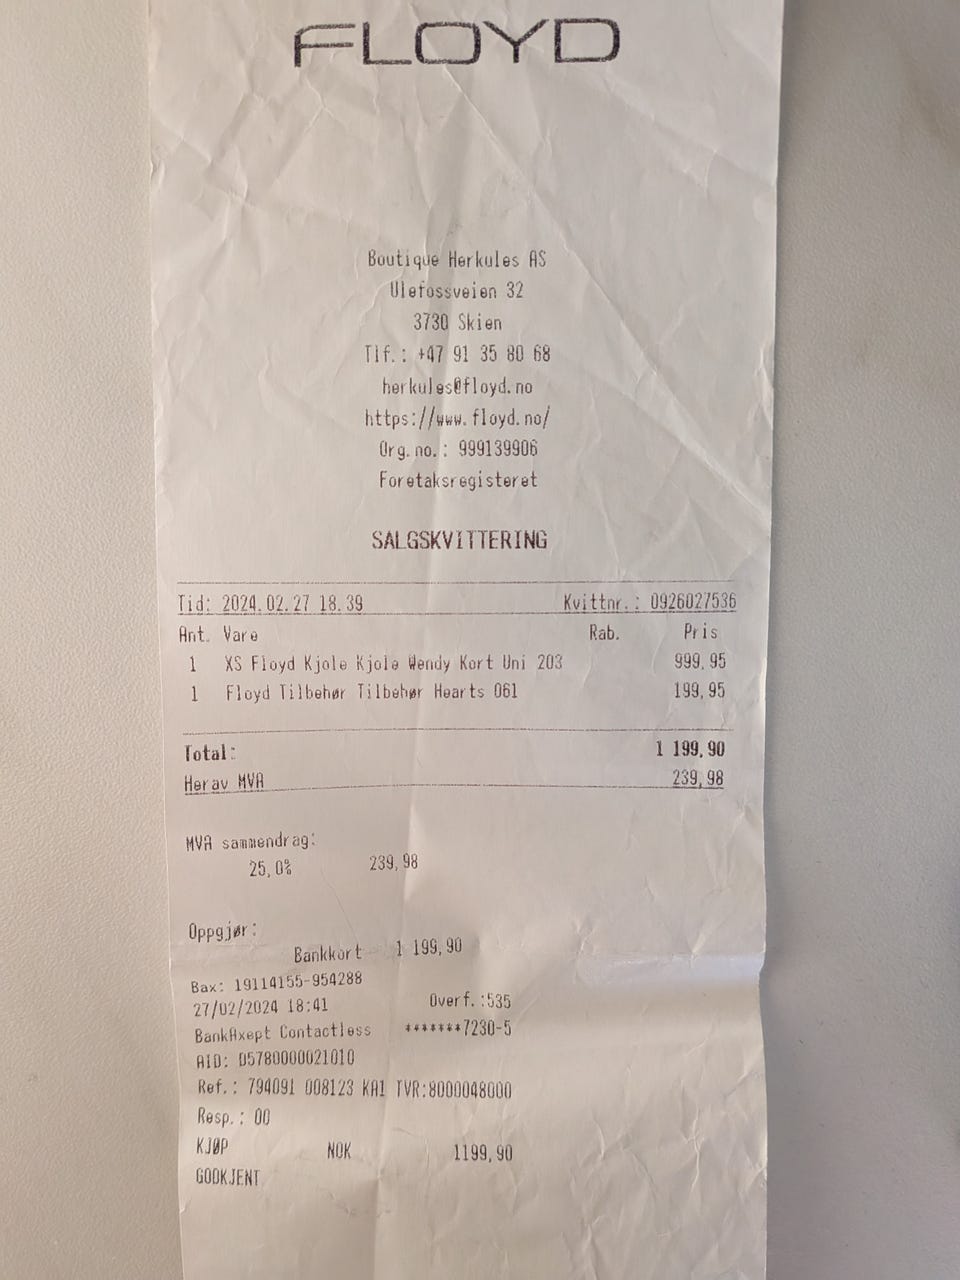 FLOYD
Boutique Herkules AS
Ulefossveien 32
3730 Skien
Tlf.: +47 91 35 80 68
herkules@floyd.no
https://www.floyd.no/
Org.no.: 999139906
Foretaksregisteret
SALGSKVITTERING
Tid: 2024.02.27 18.39 Kvittnr.: 0926027536
Ant. Vare Rab. Pris
1 XS Floyd Kjole Kjole Wendy Kort Uni 203 999,95
1 Floyd Tilbehør Tilbehør Hearts 061 199,95
Total: 1 199,90
Herav MVA 239,98
MVA sammendrag:
25,0% 239,98
Oppgjør:
Bankkort 1 199,90
Bax: 19114155-954288
27/02/2024 18:41 Overf.:535
BankAxept Contactless *******7230-5
AID: D5780000021010
Ref.: 794091 008123 KA1 TVR:8000048000
Resp.: 00
KJØP NOK 1199,90
GODKJENT